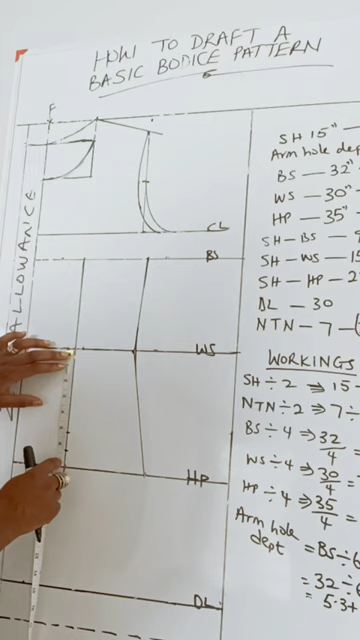 HOW TO DRAFT A
BASIC BODICE PATTERN
F
ALLOWANCE
CL
BS
WS
HP
DL
SH 15"
Arm hole dep
BS — 32"
WS — 30"
HP — 35"
SH — BS —
SH — WS — 15
SH — HP — 2
DL — 30
NTN — 7 —
WORKINGS
SH ÷ 2 ⇒ 15
NTN ÷ 2 ⇒ 7 ÷
BS ÷ 4 ⇒ 32/4 =
WS ÷ 4 ⇒ 30/4 =
HP ÷ 4 ⇒ 35/4 =
Arm hole
dept = BS ÷ 6
= 32 ÷ 6
= 5.3 +